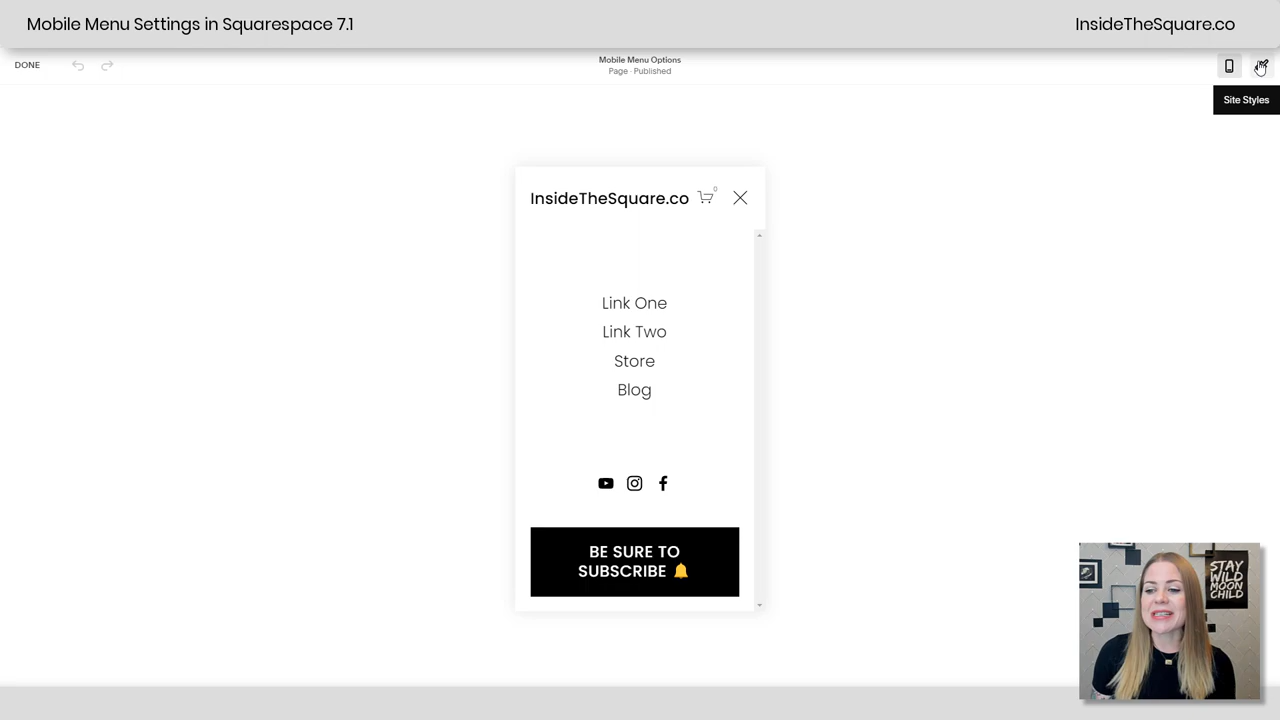 Mobile Menu Settings in Squarespace 7.1
InsideTheSquare.co
DONE
Mobile Menu Options
Page · Published
Site Styles
InsideTheSquare.co
0
Link One
Link Two
Store
Blog
BE SURE TO
SUBSCRIBE 🔔
STAY
WILD
MOON
CHILD